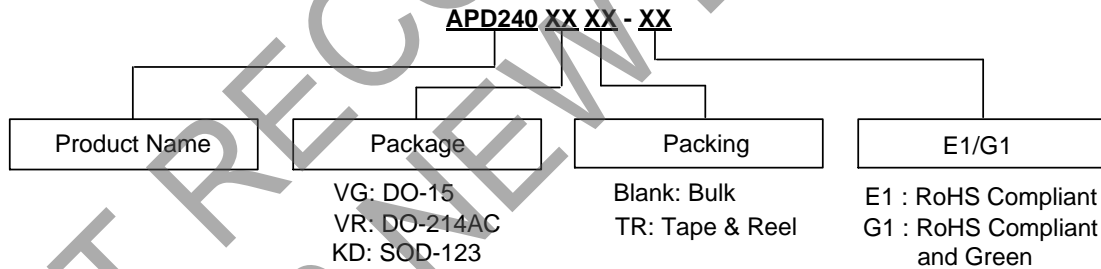 APD240 XX XX - XX
Product Name
Package
Packing
E1/G1
VG: DO-15
VR: DO-214AC
KD: SOD-123
Blank: Bulk
TR: Tape & Reel
E1 : RoHS Compliant
G1 : RoHS Compliant
and Green